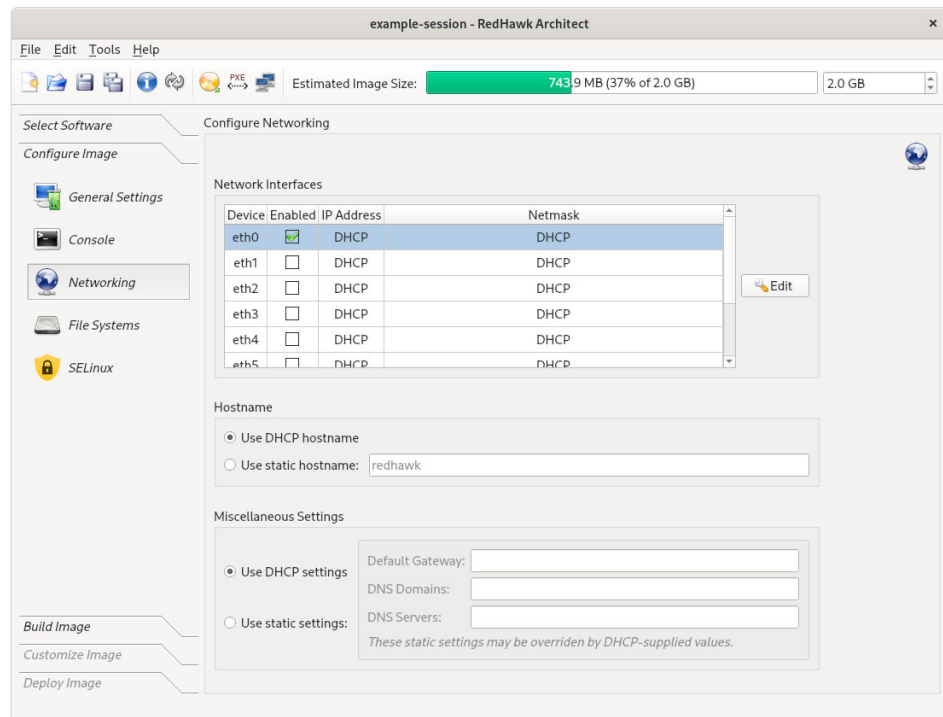 example-session - RedHawk Architect
File Edit Tools Help
PXE
Estimated Image Size: 743.9 MB (37% of 2.0 GB) 2.0 GB
Select Software
Configure Image
General Settings
Console
Networking
File Systems
SELinux
Build Image
Customize Image
Deploy Image
Configure Networking
Network Interfaces
Device Enabled IP Address Netmask
eth0 DHCP DHCP
eth1 DHCP DHCP
eth2 DHCP DHCP
eth3 DHCP DHCP
eth4 DHCP DHCP
eth5 DHCP DHCP
Edit
Hostname
Use DHCP hostname
Use static hostname: redhawk
Miscellaneous Settings
Use DHCP settings
Use static settings:
Default Gateway:
DNS Domains:
DNS Servers:
These static settings may be overriden by DHCP-supplied values.